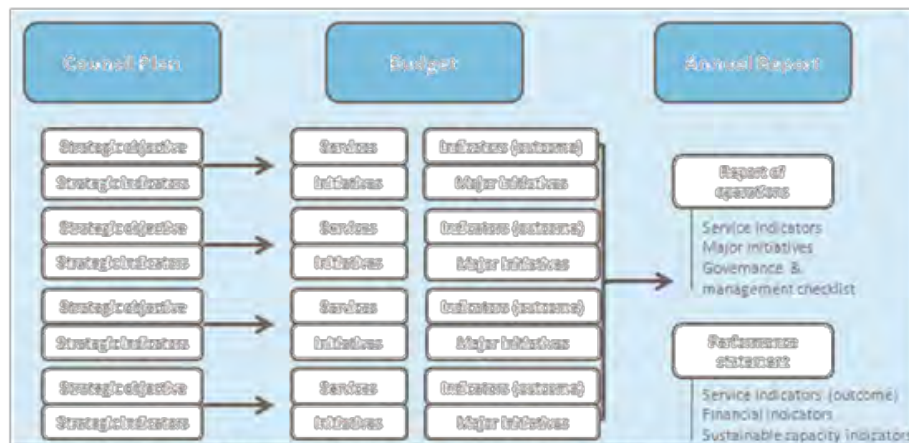 Council Plan
Budget
Annual Report
Strategic objective
Strategic indicators
Services
Initiatives
Indicators (outcome)
Major Initiatives
Strategic objective
Strategic indicators
Services
Initiatives
Indicators (outcome)
Major Initiatives
Strategic objective
Strategic indicators
Services
Initiatives
Indicators (outcome)
Major Initiatives
Strategic objective
Strategic indicators
Services
Initiatives
Indicators (outcome)
Major Initiatives
Report of
operations
Service indicators
Major initiatives
Governance &
management checklist
Performance
statement
Service indicators (outcome)
Financial indicators
Sustainable capacity indicators